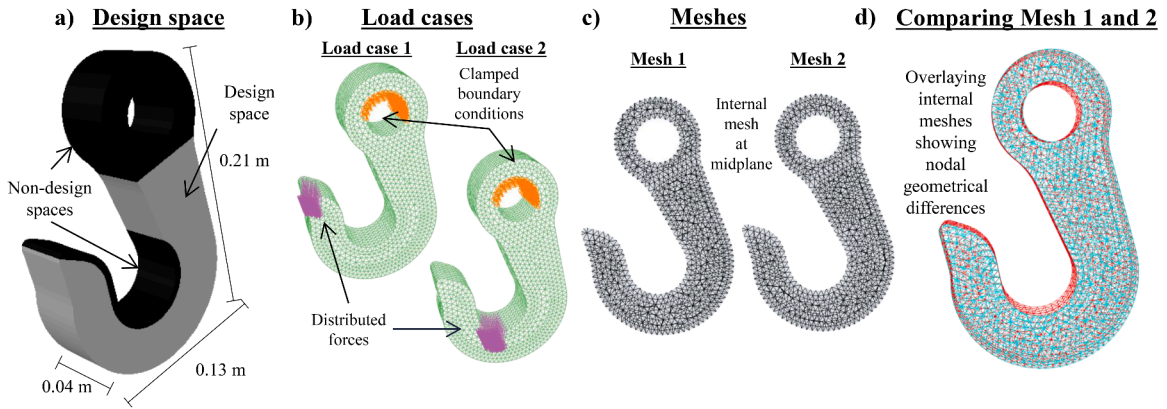 a) Design space
Design
space
0.21 m
Non-design
spaces
0.04 m
0.13 m
b) Load cases
Load case 1
Load case 2
Clamped
boundary
conditions
Distributed
forces
c) Meshes
Mesh 1
Mesh 2
Internal
mesh
at
midplane
d) Comparing Mesh 1 and 2
Overlaying
internal
meshes
showing
nodal
geometrical
differences